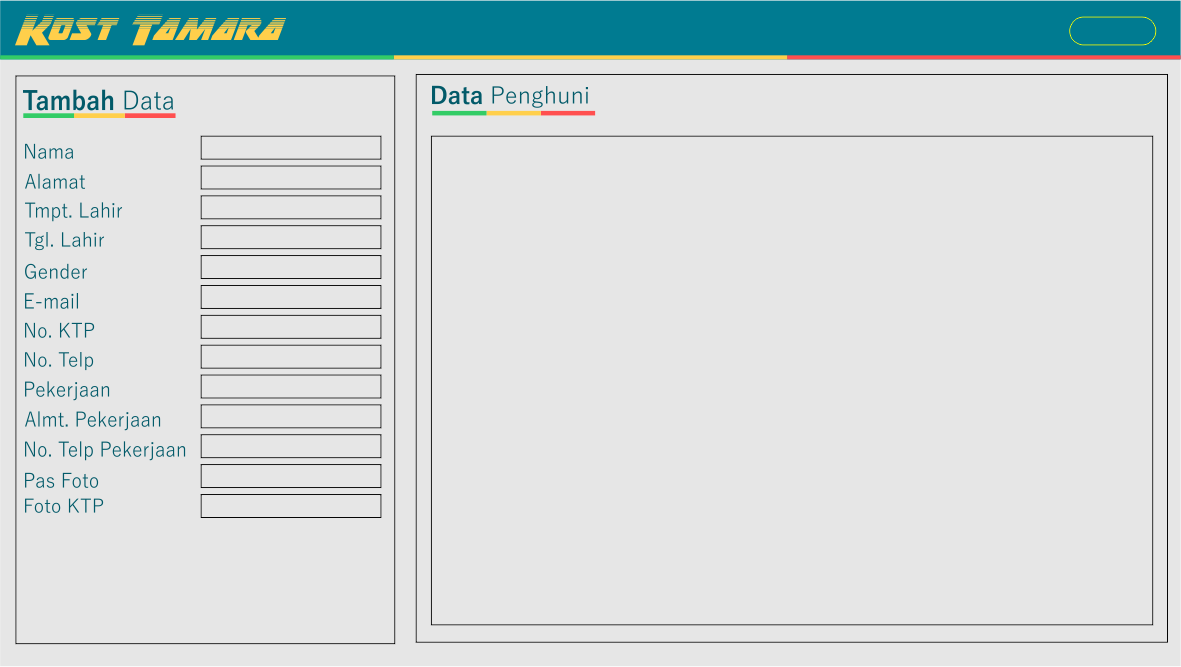 Kost Tamara
Tambah Data
Nama
Alamat
Tmpt. Lahir
Tgl. Lahir
Gender
E-mail
No. KTP
No. Telp
Pekerjaan
Almt. Pekerjaan
No. Telp Pekerjaan
Pas Foto
Foto KTP
Data Penghuni